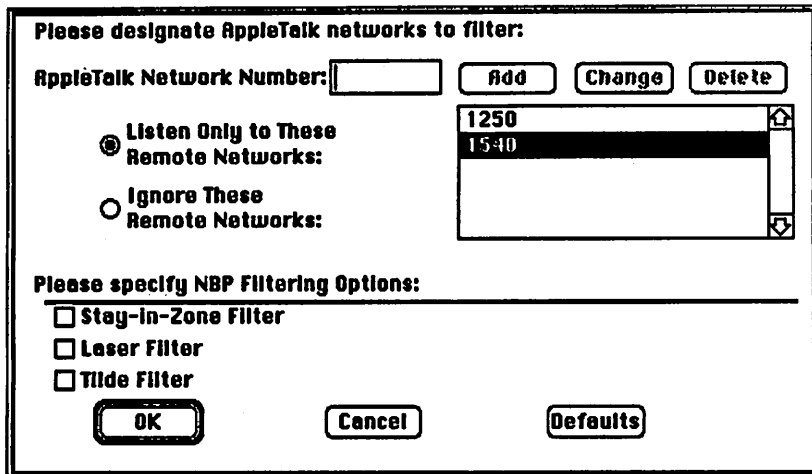 Please designate AppleTalk networks to filter:
AppleTalk Network Number: Add Change Delete
Listen Only to These
Remote Networks:
1250
1540
Ignore These
Remote Networks:
Please specify NBP Filtering Options:
Stay-in-Zone Filter
Laser Filter
Tilde Filter
OK Cancel Defaults